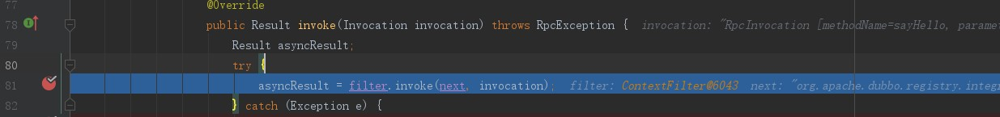 77 @Override
78 public Result invoke(Invocation invocation) throws RpcException { invocation: "RpcInvocation [methodName=sayHello, paramet
79 Result asyncResult;
80 try {
81 asyncResult = filter.invoke(next, invocation); filter: ContextFilter@6043 next: "org.apache.dubbo.registry.integr
82 } catch (Exception e) {